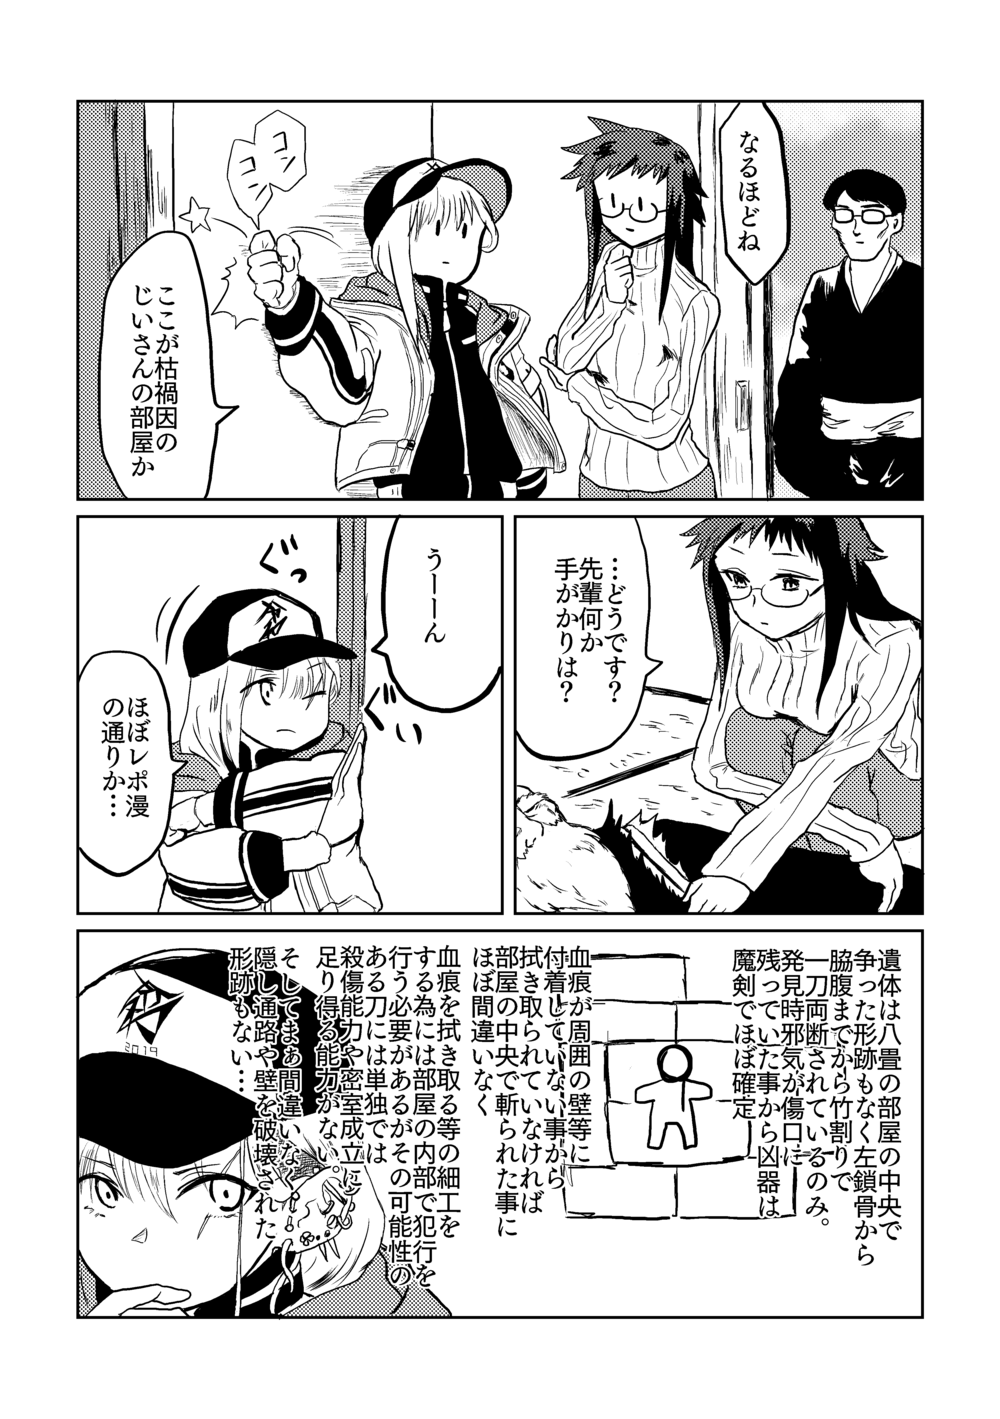 なるほどね
コン
コン
ここが枯禍因の
じいさんの部屋か
…どうです？
先輩何か
手がかりは？
うーーん
ぐっ
ぐい
ほぼレポ漫
の通りか…
遺体は八畳の部屋の中央で
争った形跡もなく左鎖骨から
脇腹までから竹割りで
一刀両断されているのみ。
発見時邪気が傷口に
残っていた事から凶器は
魔剣でほぼ確定
血痕が周囲の壁等に
付着していない事から
拭き取られていなければ
部屋の中央で斬られた事に
ほぼ間違いなく
血痕を拭き取る等の細工を
する為には部屋の内部で犯行を
行う必要があるがその可能性の
ある刀には単独では
殺傷能力や密室成立に
足り得る能力がない。
そしてまぁ間違いなく
隠し通路や壁を破壊された
形跡もない…
2019